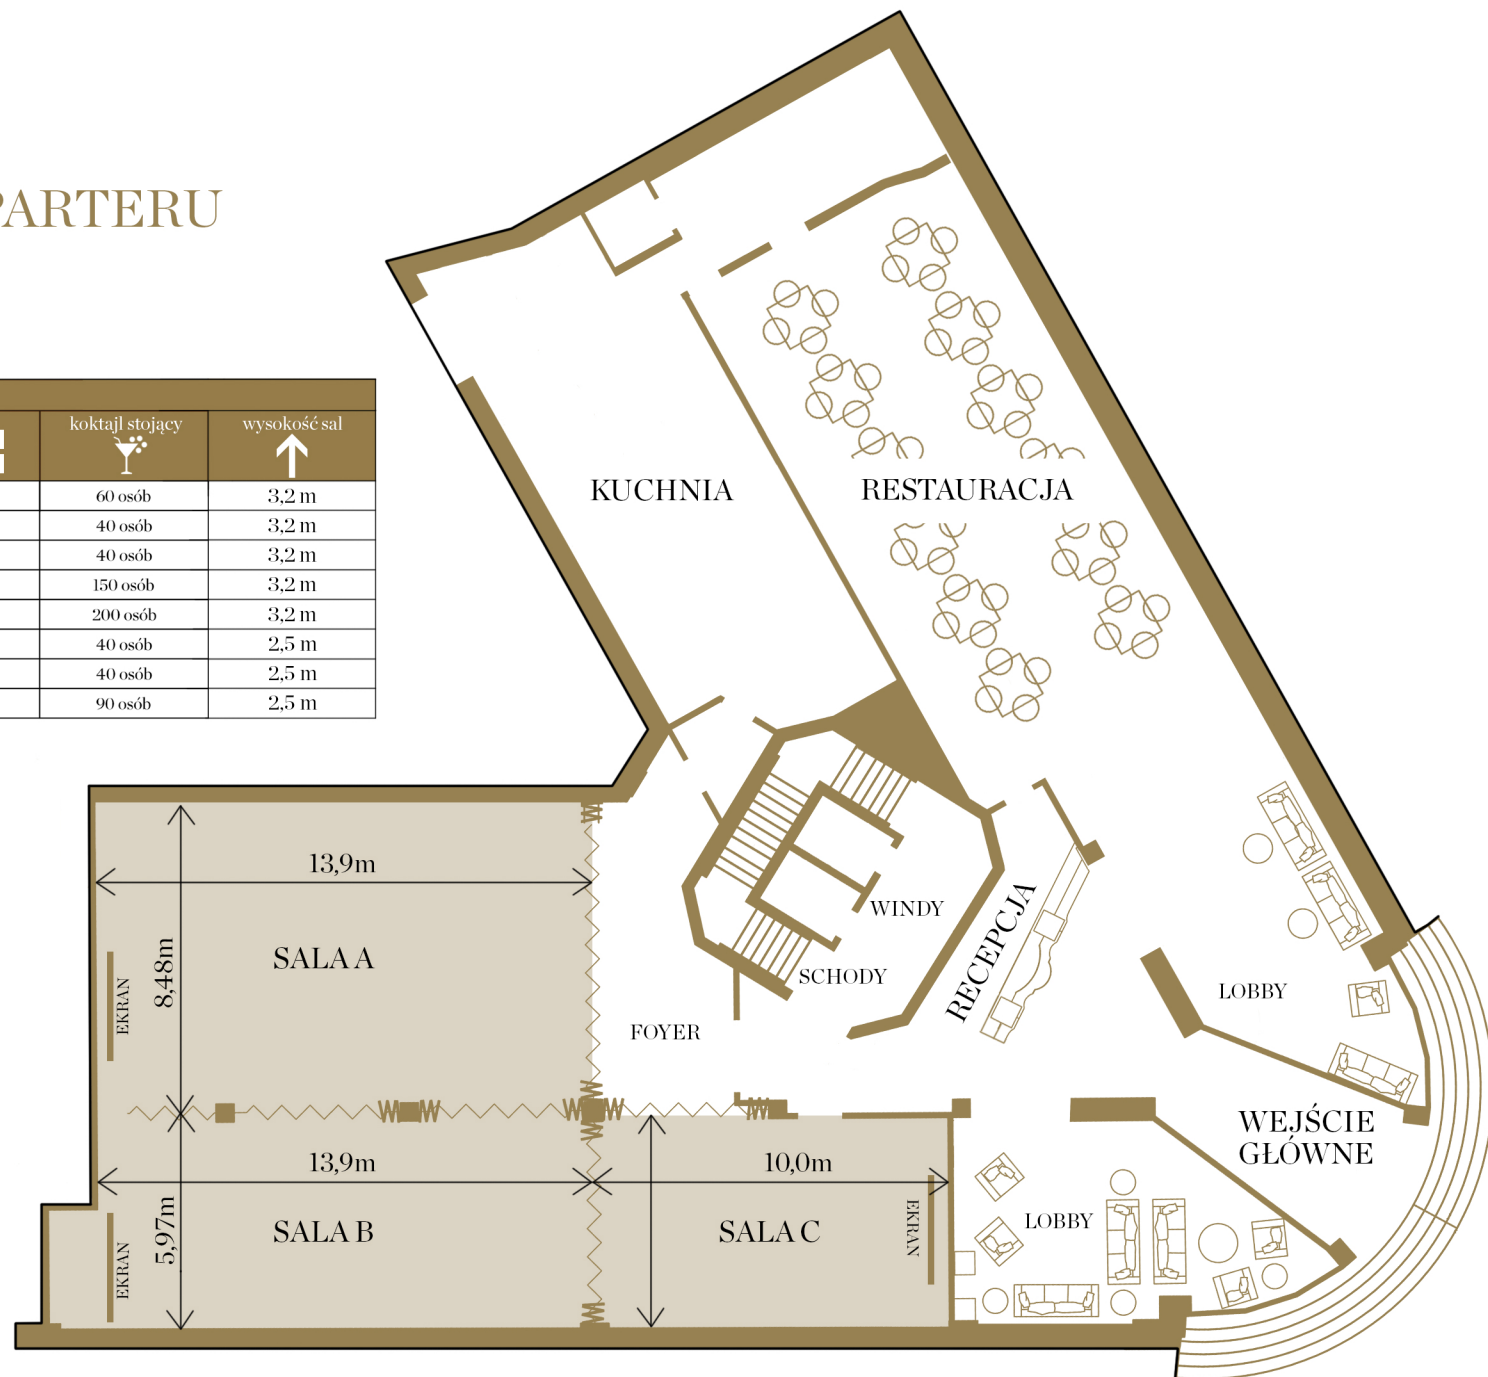 PARTERU
koktajl stojący wysokość sal
60 osób 3,2 m
40 osób 3,2 m
40 osób 3,2 m
150 osób 3,2 m
200 osób 3,2 m
40 osób 2,5 m
40 osób 2,5 m
90 osób 2,5 m
KUCHNIA
RESTAURACJA
13,9m
8,48m
SALA A
EKRAN
WINDY
SCHODY
RECEPCJA
FOYER
LOBBY
WEJŚCIE
GŁÓWNE
13,9m
5,97m
SALA B
EKRAN
10,0m
SALA C
EKRAN
LOBBY